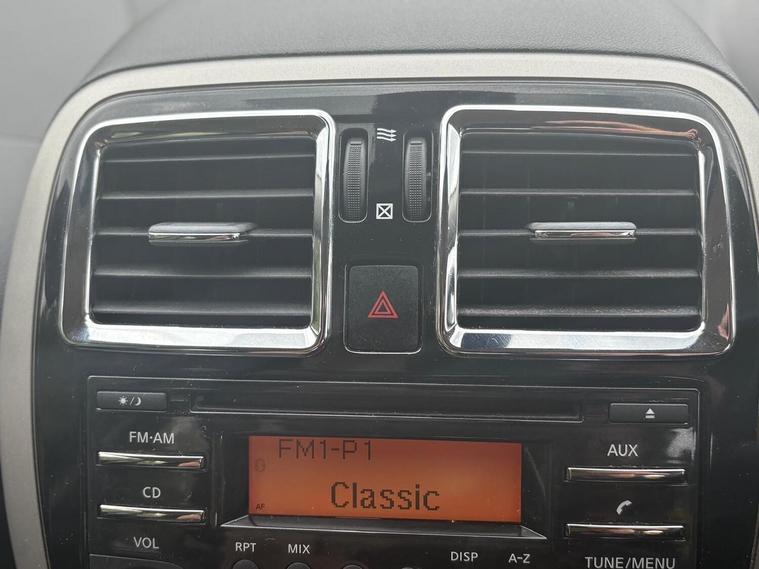 FM·AM
CD
VOL
FM1-P1
Classic
AF
AUX
RPT
MIX
DISP
A-Z
TUNE/MENU